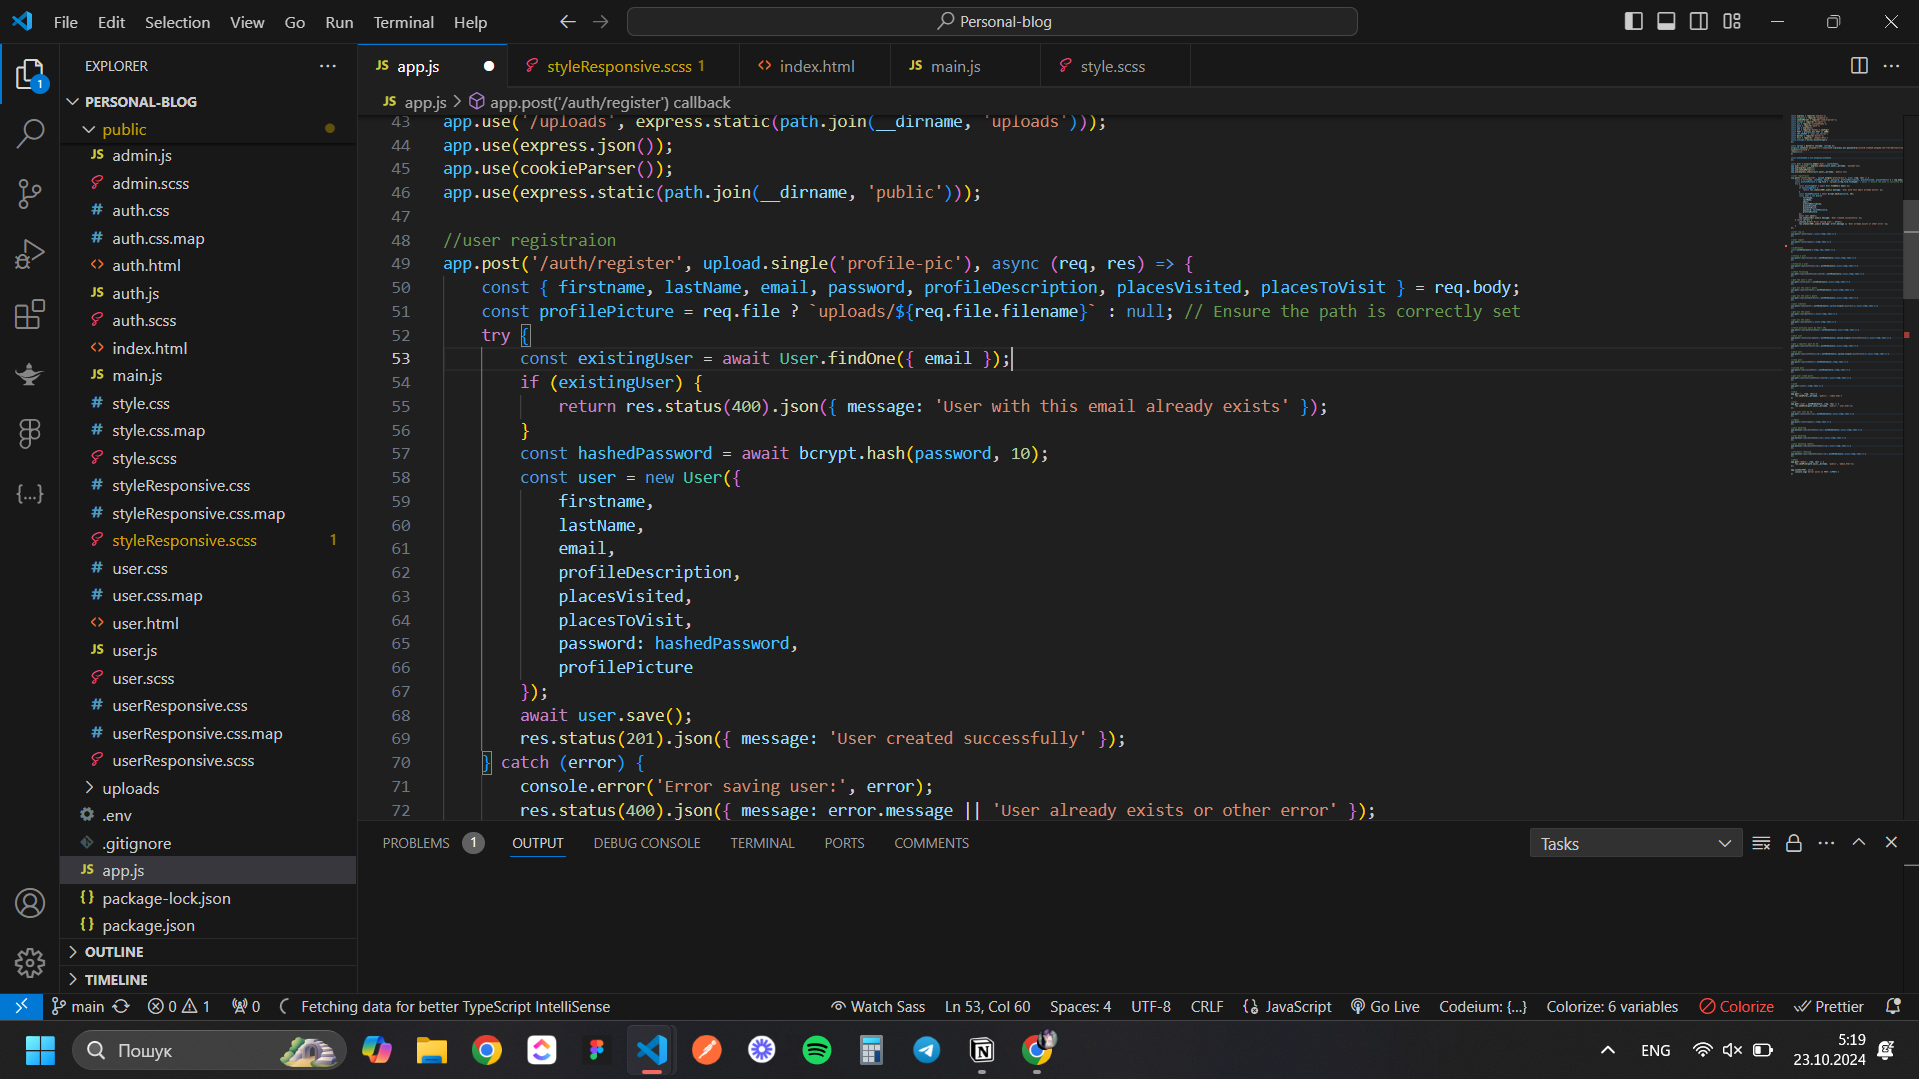 File Edit Selection View Go Run Terminal Help
Personal-blog
EXPLORER
PERSONAL-BLOG
public
admin.js
admin.scss
auth.css
auth.css.map
auth.html
auth.js
auth.scss
index.html
main.js
style.css
style.css.map
style.scss
styleResponsive.css
styleResponsive.css.map
styleResponsive.scss 1
user.css
user.css.map
user.html
user.js
user.scss
userResponsive.css
userResponsive.css.map
userResponsive.scss
uploads
.env
.gitignore
app.js
package-lock.json
package.json
OUTLINE
TIMELINE
JS app.js styleResponsive.scss 1 index.html JS main.js style.scss
JS app.js > app.post('/auth/register') callback
43 app.use('/uploads', express.static(path.join(__dirname, 'uploads')));
44 app.use(express.json());
45 app.use(cookieParser());
46 app.use(express.static(path.join(__dirname, 'public')));
47
48 //user registraion
49 app.post('/auth/register', upload.single('profile-pic'), async (req, res) => {
50 const { firstname, lastName, email, password, profileDescription, placesVisited, placesToVisit } = req.body;
51 const profilePicture = req.file ? `uploads/${req.file.filename}` : null; // Ensure the path is correctly set
52 try {
53 const existingUser = await User.findOne({ email });
54 if (existingUser) {
55 return res.status(400).json({ message: 'User with this email already exists' });
56 }
57 const hashedPassword = await bcrypt.hash(password, 10);
58 const user = new User({
59 firstname,
60 lastName,
61 email,
62 profileDescription,
63 placesVisited,
64 placesToVisit,
65 password: hashedPassword,
66 profilePicture
67 });
68 await user.save();
69 res.status(201).json({ message: 'User created successfully' });
70 } catch (error) {
71 console.error('Error saving user:', error);
72 res.status(400).json({ message: error.message || 'User already exists or other error' });
PROBLEMS 1 OUTPUT DEBUG CONSOLE TERMINAL PORTS COMMENTS
Tasks
main 0 1 0 Fetching data for better TypeScript IntelliSense Watch Sass Ln 53, Col 60 Spaces: 4 UTF-8 CRLF JavaScript Go Live Codeium: {...} Colorize: 6 variables Colorize Prettier
Пошук
ENG
5:19
23.10.2024